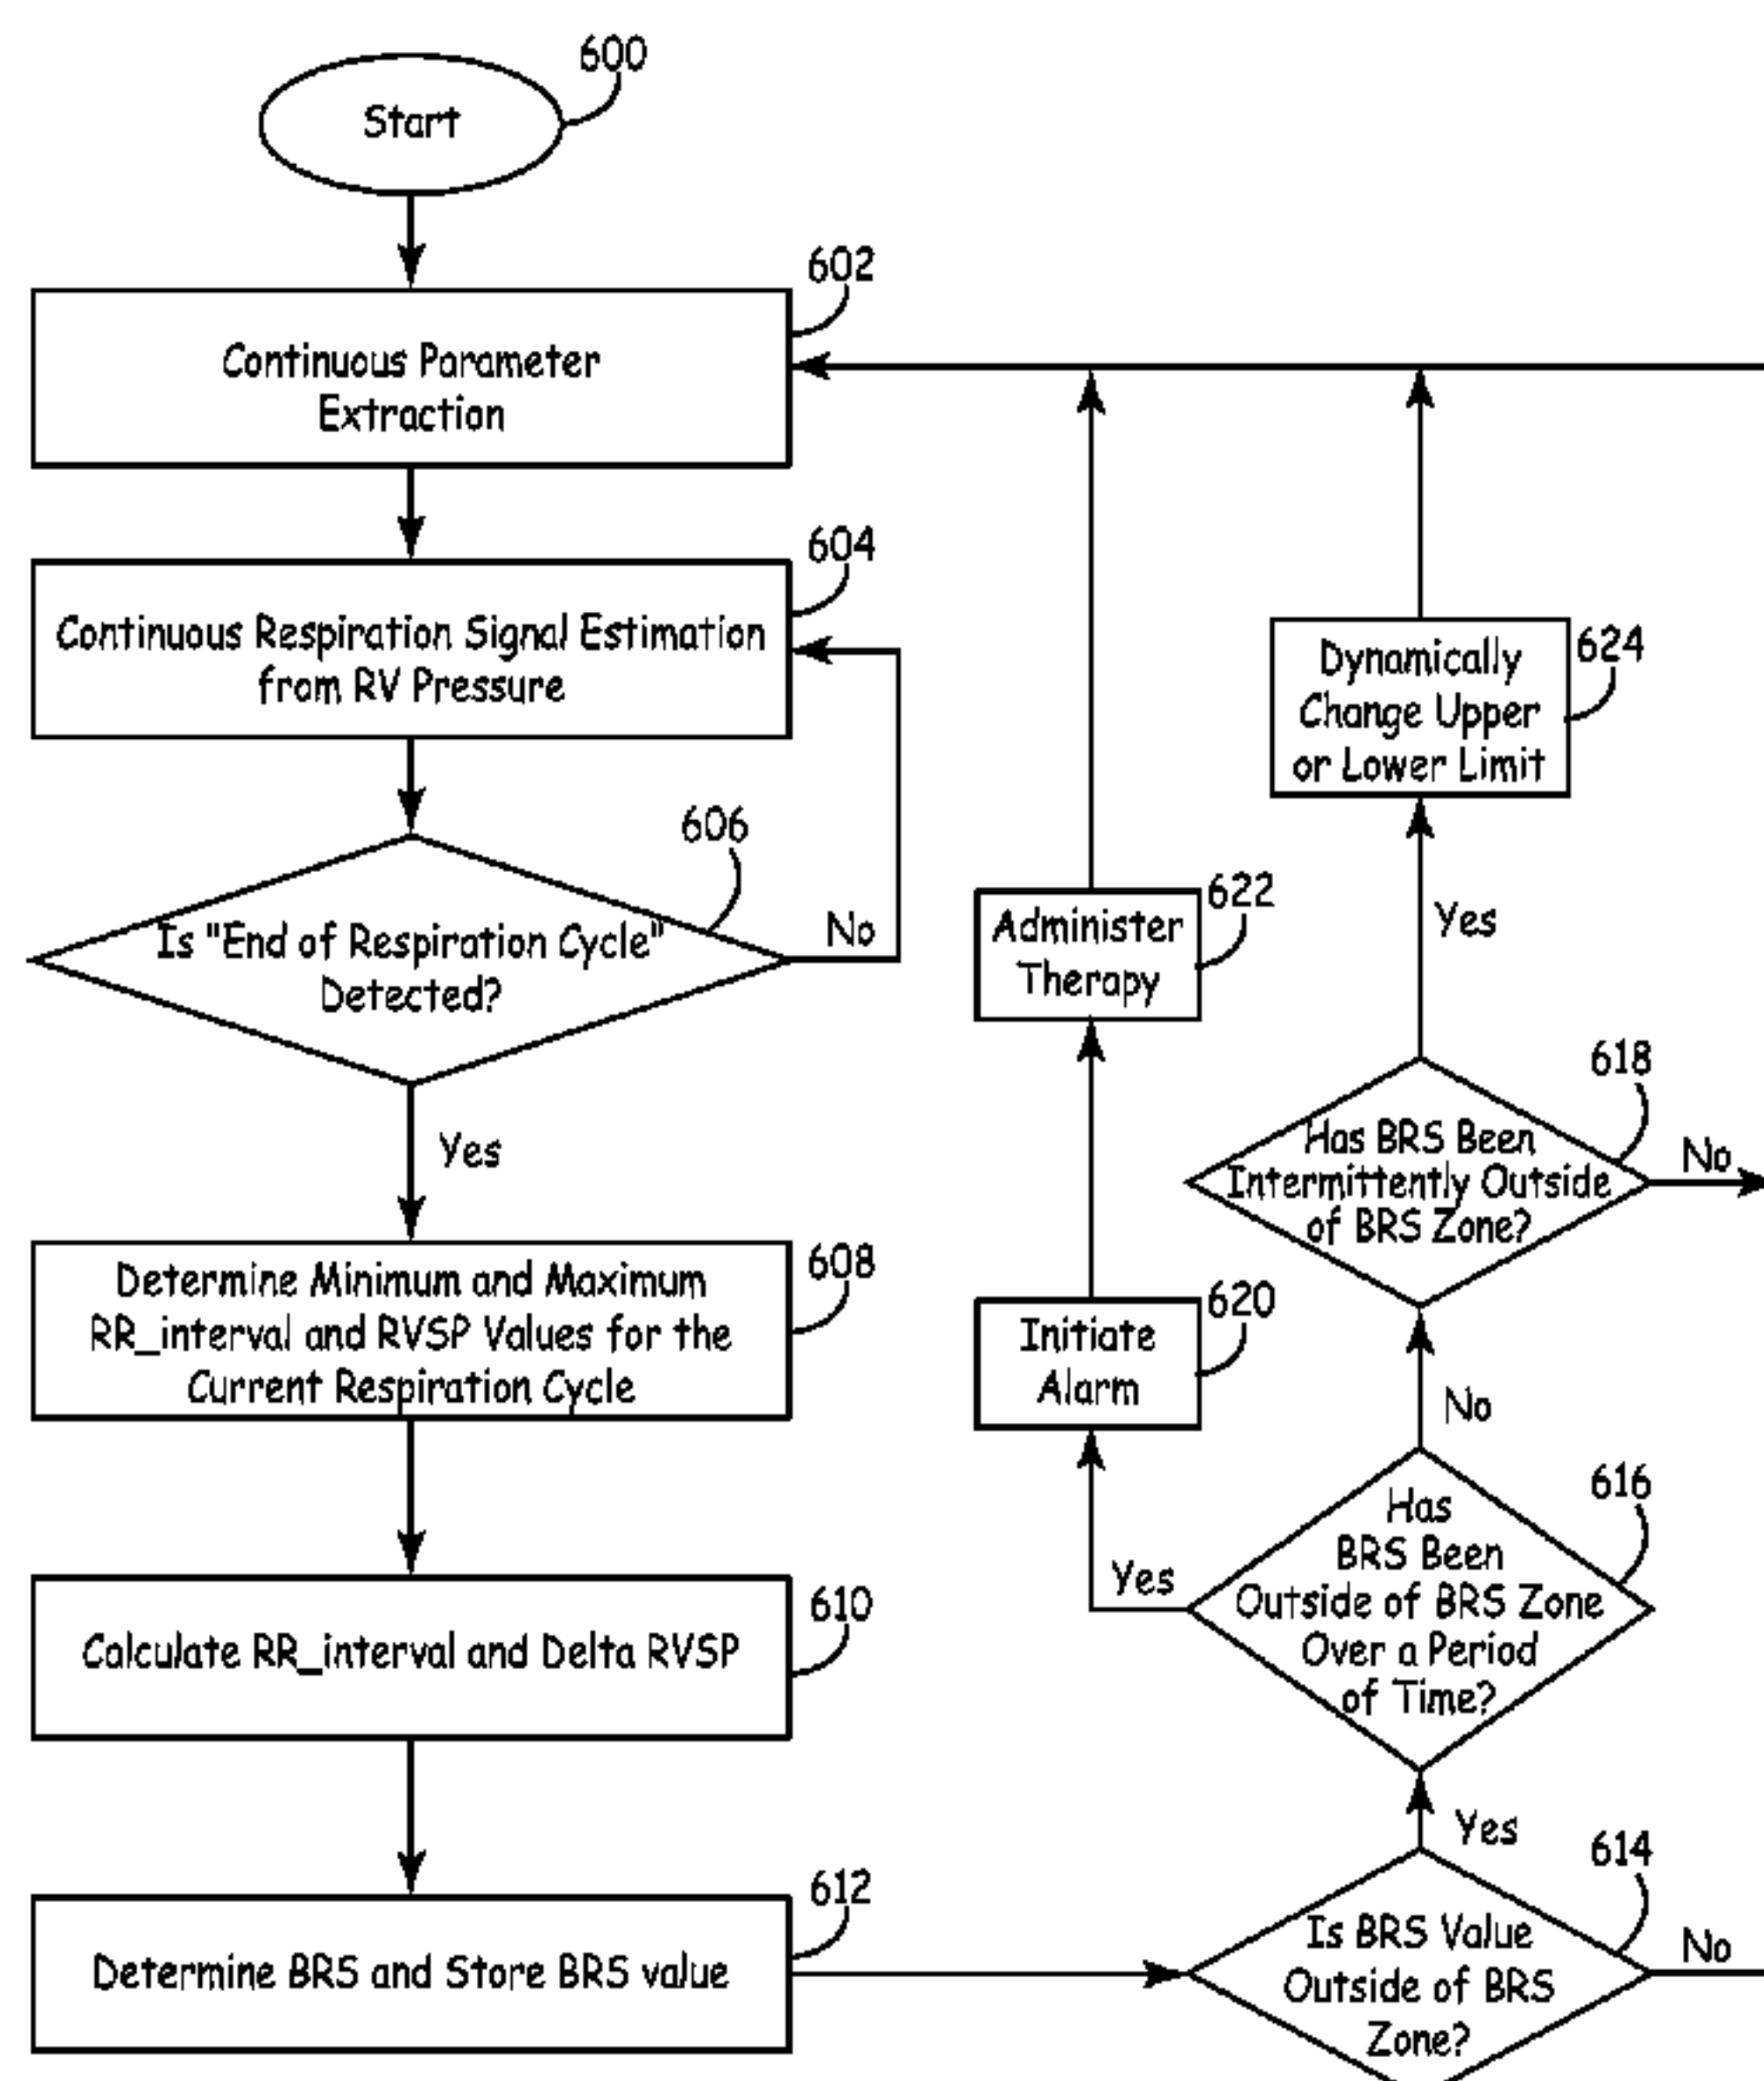 600
Start
602
Continuous Parameter
Extraction
604
Continuous Respiration Signal Estimation
from RV Pressure
606
Is "End of Respiration Cycle"
Detected?
No
Yes
608
Determine Minimum and Maximum
RR_interval and RVSP Values for the
Current Respiration Cycle
610
Calculate RR_interval and Delta RVSP
612
Determine BRS and Store BRS value
614
Is BRS Value
Outside of BRS
Zone?
No
Yes
616
Has
BRS Been
Outside of BRS Zone
Over a Period
of Time?
Yes
No
620
Initiate
Alarm
622
Administer
Therapy
618
Has BRS Been
Intermittently Outside
of BRS Zone?
No
Yes
624
Dynamically
Change Upper
or Lower Limit